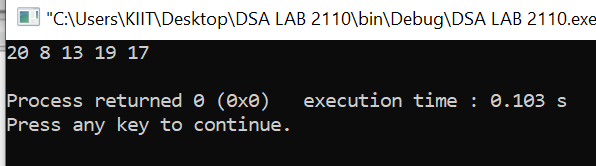 "C:\Users\KIIT\Desktop\DSA LAB 2110\bin\Debug\DSA LAB 2110.exe
20 8 13 19 17
Process returned 0 (0x0)   execution time : 0.103 s
Press any key to continue.